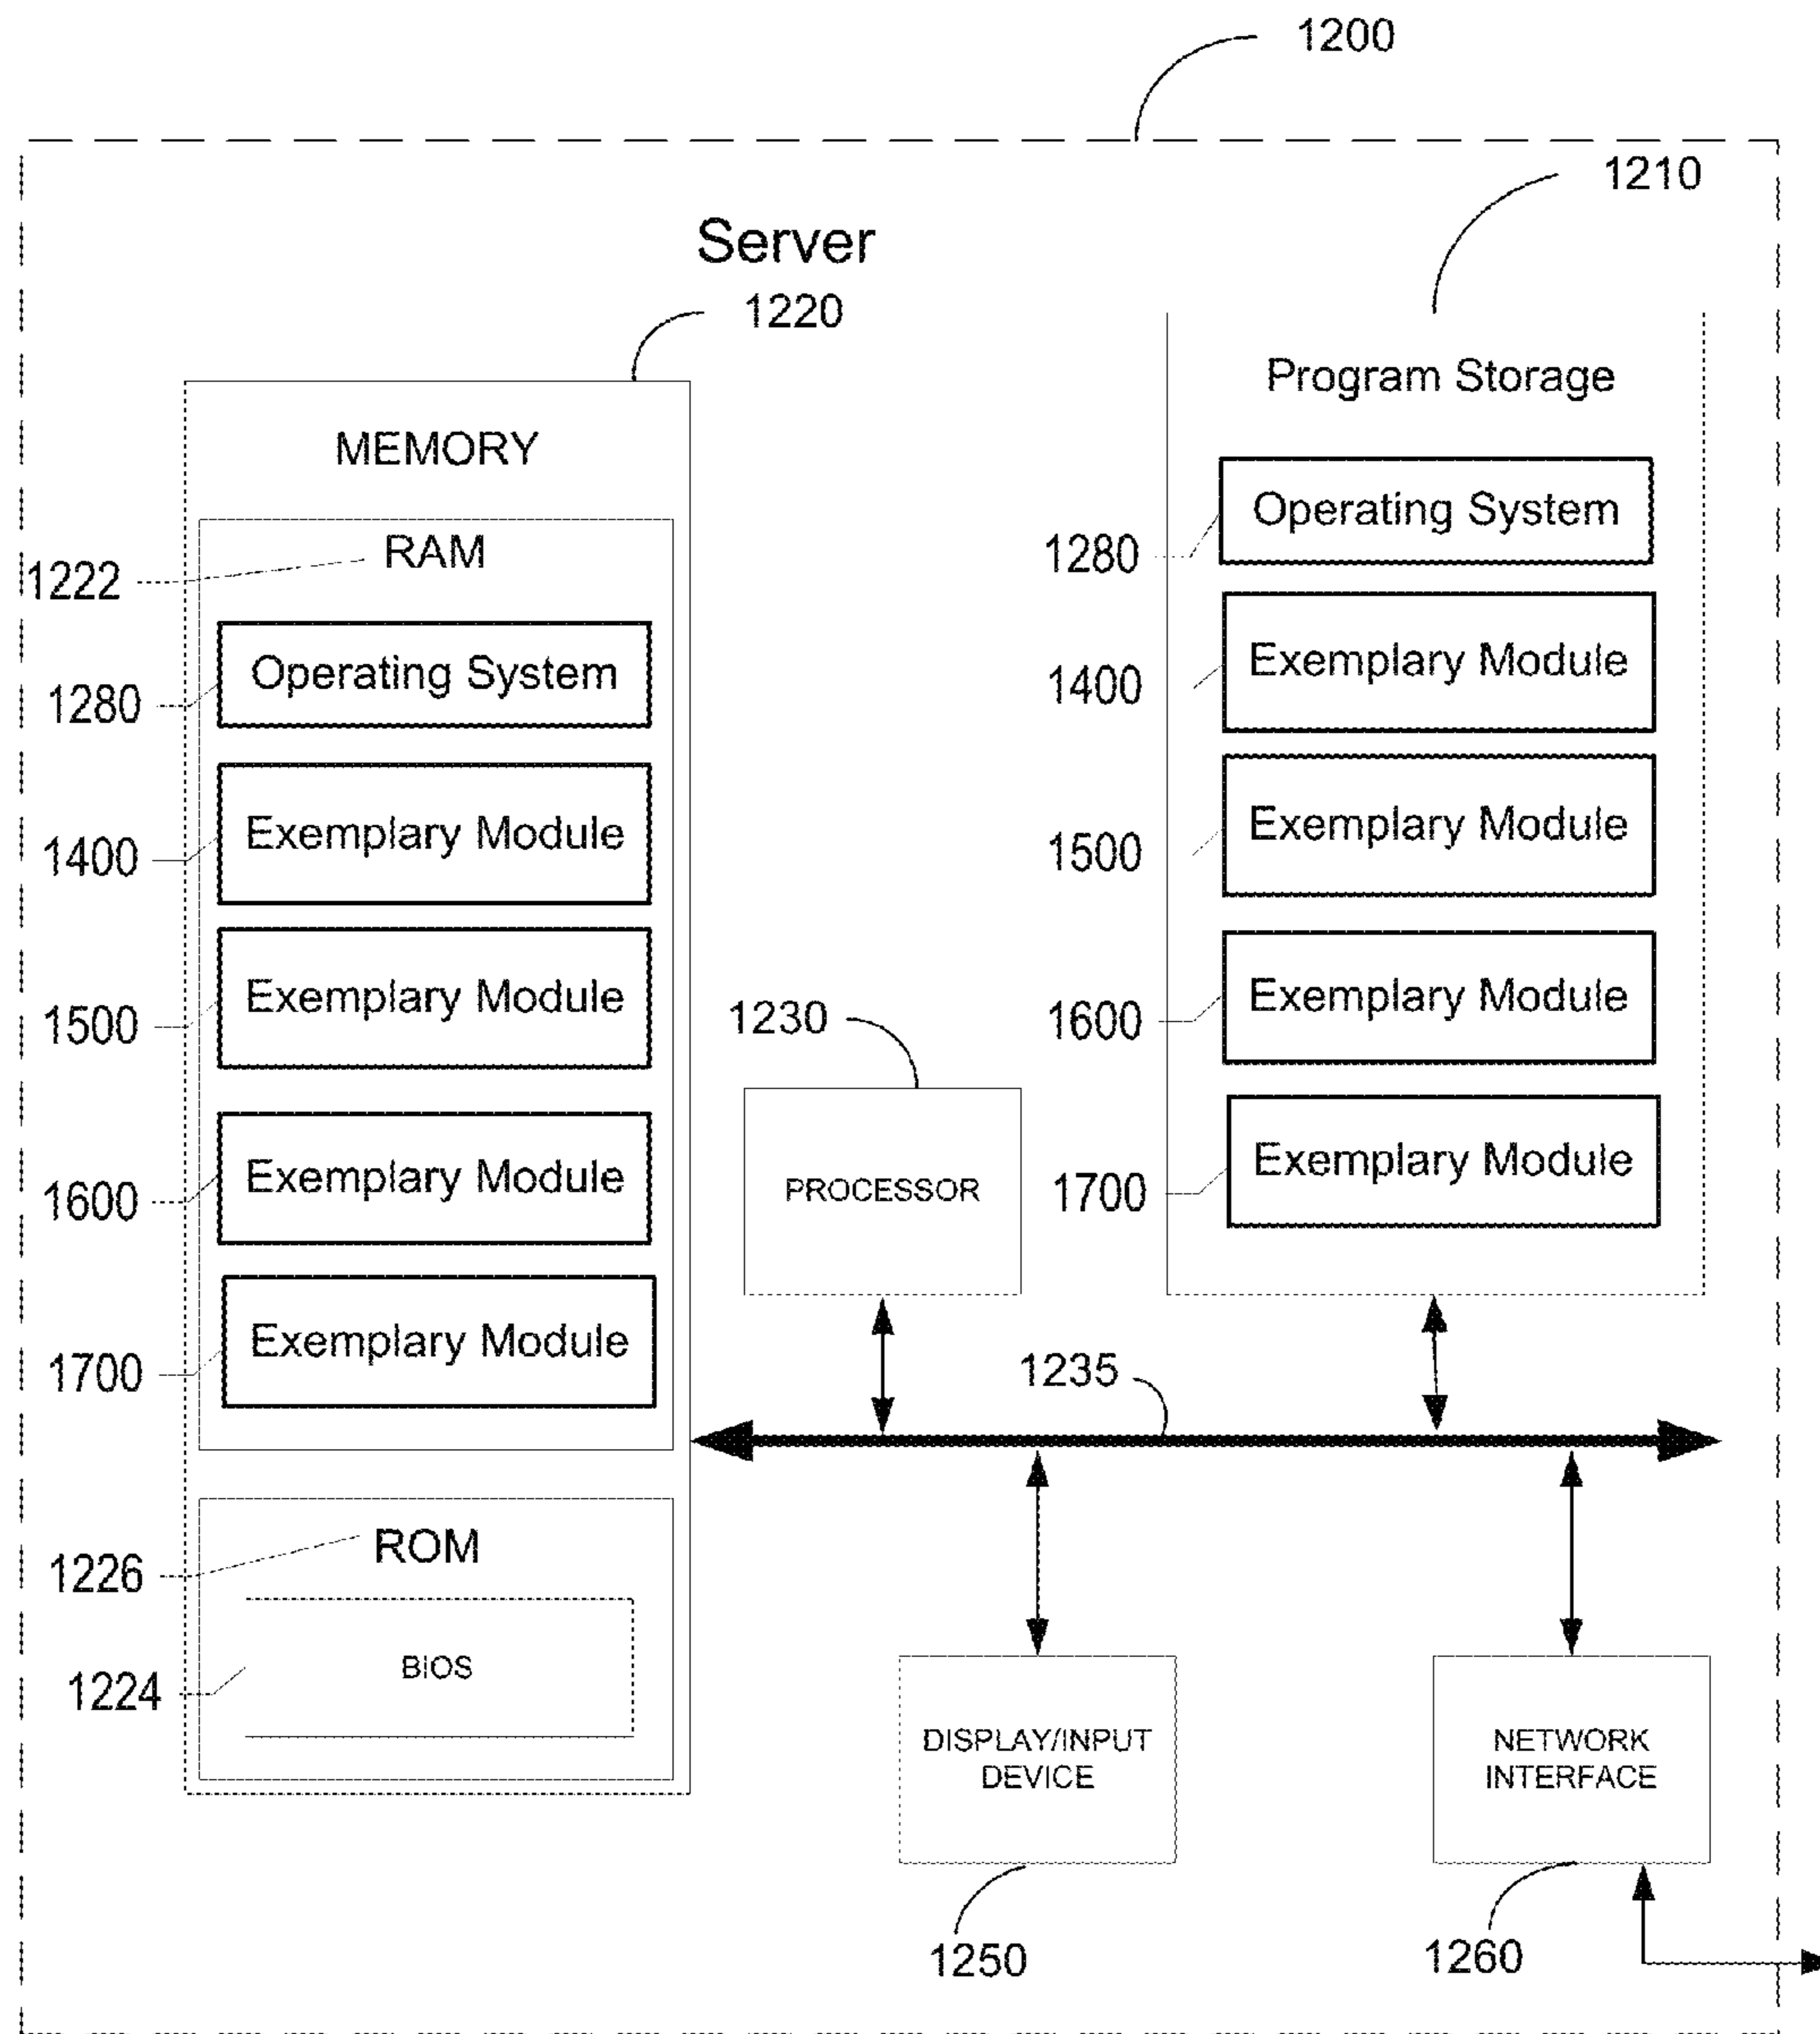 1200
1210
Server
1220
Program Storage
MEMORY
Operating System
1280
RAM
1222
Exemplary Module
1400
Operating System
1280
Exemplary Module
1500
Exemplary Module
1400
Exemplary Module
1600
Exemplary Module
1500
1230
Exemplary Module
1700
PROCESSOR
Exemplary Module
1600
Exemplary Module
1700
1235
ROM
1226
BIOS
1224
DISPLAY/INPUT
DEVICE
NETWORK
INTERFACE
1250
1260